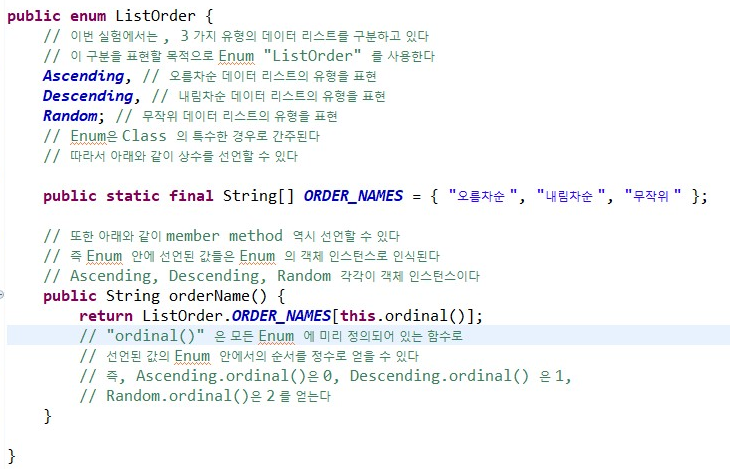 public enum ListOrder {
// 이번 실험에서는 , 3 가지 유형의 데이터 리스트를 구분하고 있다
// 이 구분을 표현할 목적으로 Enum "ListOrder" 를 사용한다
Ascending, // 오름차순 데이터 리스트의 유형을 표현
Descending, // 내림차순 데이터 리스트의 유형을 표현
Random; // 무작위 데이터 리스트의 유형을 표현
// Enum은 Class 의 특수한 경우로 간주된다
// 따라서 아래와 같이 상수를 선언할 수 있다
public static final String[] ORDER_NAMES = { "오름차순", "내림차순", "무작위" };
// 또한 아래와 같이 member method 역시 선언할 수 있다
// 즉 Enum 안에 선언된 값들은 Enum 의 객체 인스턴스로 인식된다
// Ascending, Descending, Random 각각이 객체 인스턴스이다
public String orderName() {
return ListOrder.ORDER_NAMES[this.ordinal()];
// "ordinal()" 은 모든 Enum 에 미리 정의되어 있는 함수로
// 선언된 값의 Enum 안에서의 순서를 정수로 얻을 수 있다
// 즉, Ascending.ordinal()은 0, Descending.ordinal() 은 1,
// Random.ordinal()은 2 를 얻는다
}
}